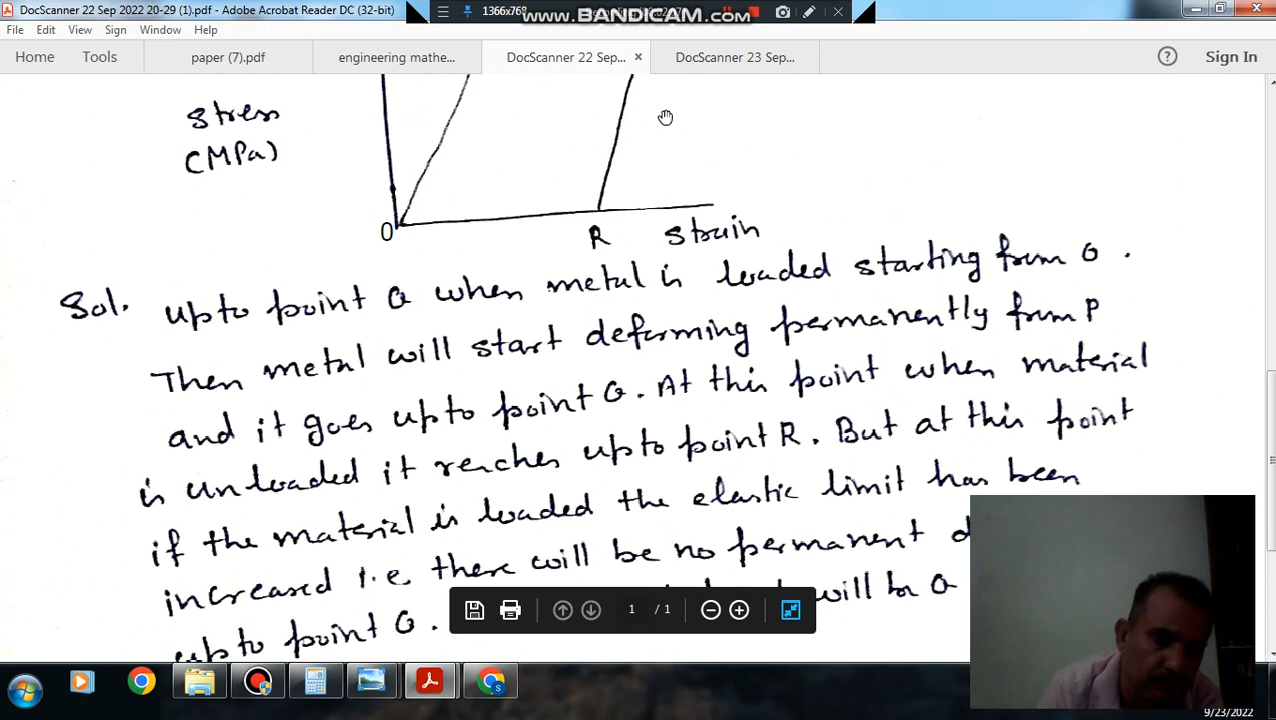 DocScanner 22 Sep 2022 20-29 (1).pdf - Adobe Acrobat Reader DC (32-bit)
1366x768
www.BANDICAM.com
File Edit View Sign Window Help
Home Tools paper (7).pdf engineering mathe... DocScanner 22 Sep... × DocScanner 23 Sep... Sign In
stress
(MPa)
O
R strain
Sol. upto point Q when metal is loaded starting from O.
Then metal will start deforming permanently from P
and it goes upto point Q. At this point when material
is unloaded it reaches upto point R. But at this point
if the material is loaded the elastic limit has been
increased i.e there will be no permanent
upto point Q. will be Q
1 / 1
9/23/2022